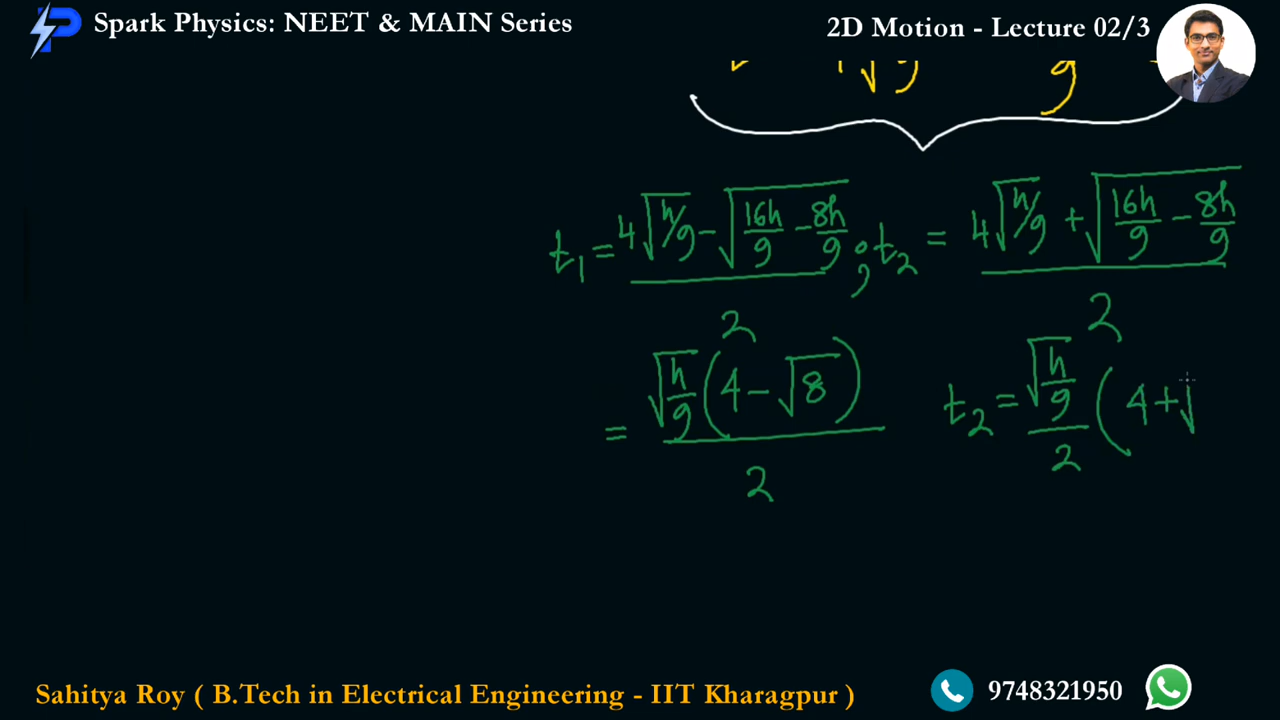 Spark Physics: NEET & MAIN Series
2D Motion - Lecture 02/3
t₁ = (4√(h/g) − √(16h/g − 8h/g))/2 ; t₂ = (4√(h/g) + √(16h/g − 8h/g))/2
= √(h/g) (4 − √8)/2 t₂ = √(h/g)/2 (4 + √
Sahitya Roy ( B.Tech in Electrical Engineering - IIT Kharagpur )
9748321950